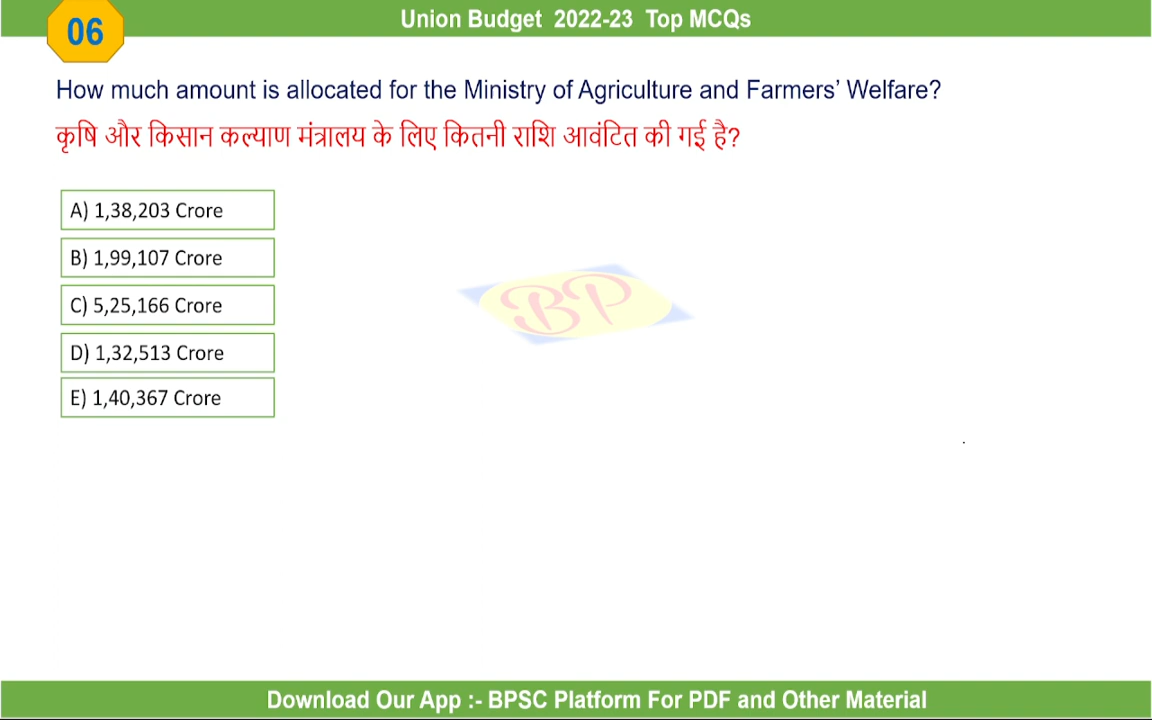 Union Budget 2022-23 Top MCQs
06
How much amount is allocated for the Ministry of Agriculture and Farmers’ Welfare?
कृषि और किसान कल्याण मंत्रालय के लिए कितनी राशि आवंटित की गई है?
A) 1,38,203 Crore
B) 1,99,107 Crore
BP
C) 5,25,166 Crore
D) 1,32,513 Crore
E) 1,40,367 Crore
Download Our App :- BPSC Platform For PDF and Other Material